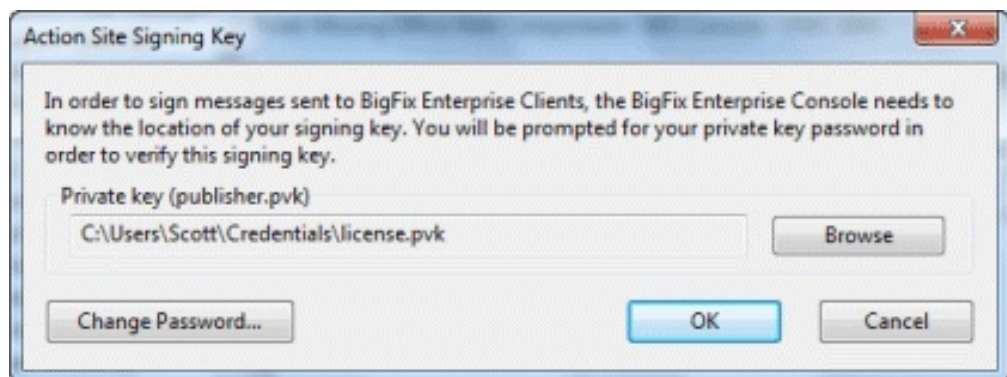 Action Site Signing Key
In order to sign messages sent to BigFix Enterprise Clients, the BigFix Enterprise Console needs to
know the location of your signing key. You will be prompted for your private key password in
order to verify this signing key.
Private key (publisher.pvk)
C:\Users\Scott\Credentials\license.pvk
Browse
Change Password...
OK
Cancel